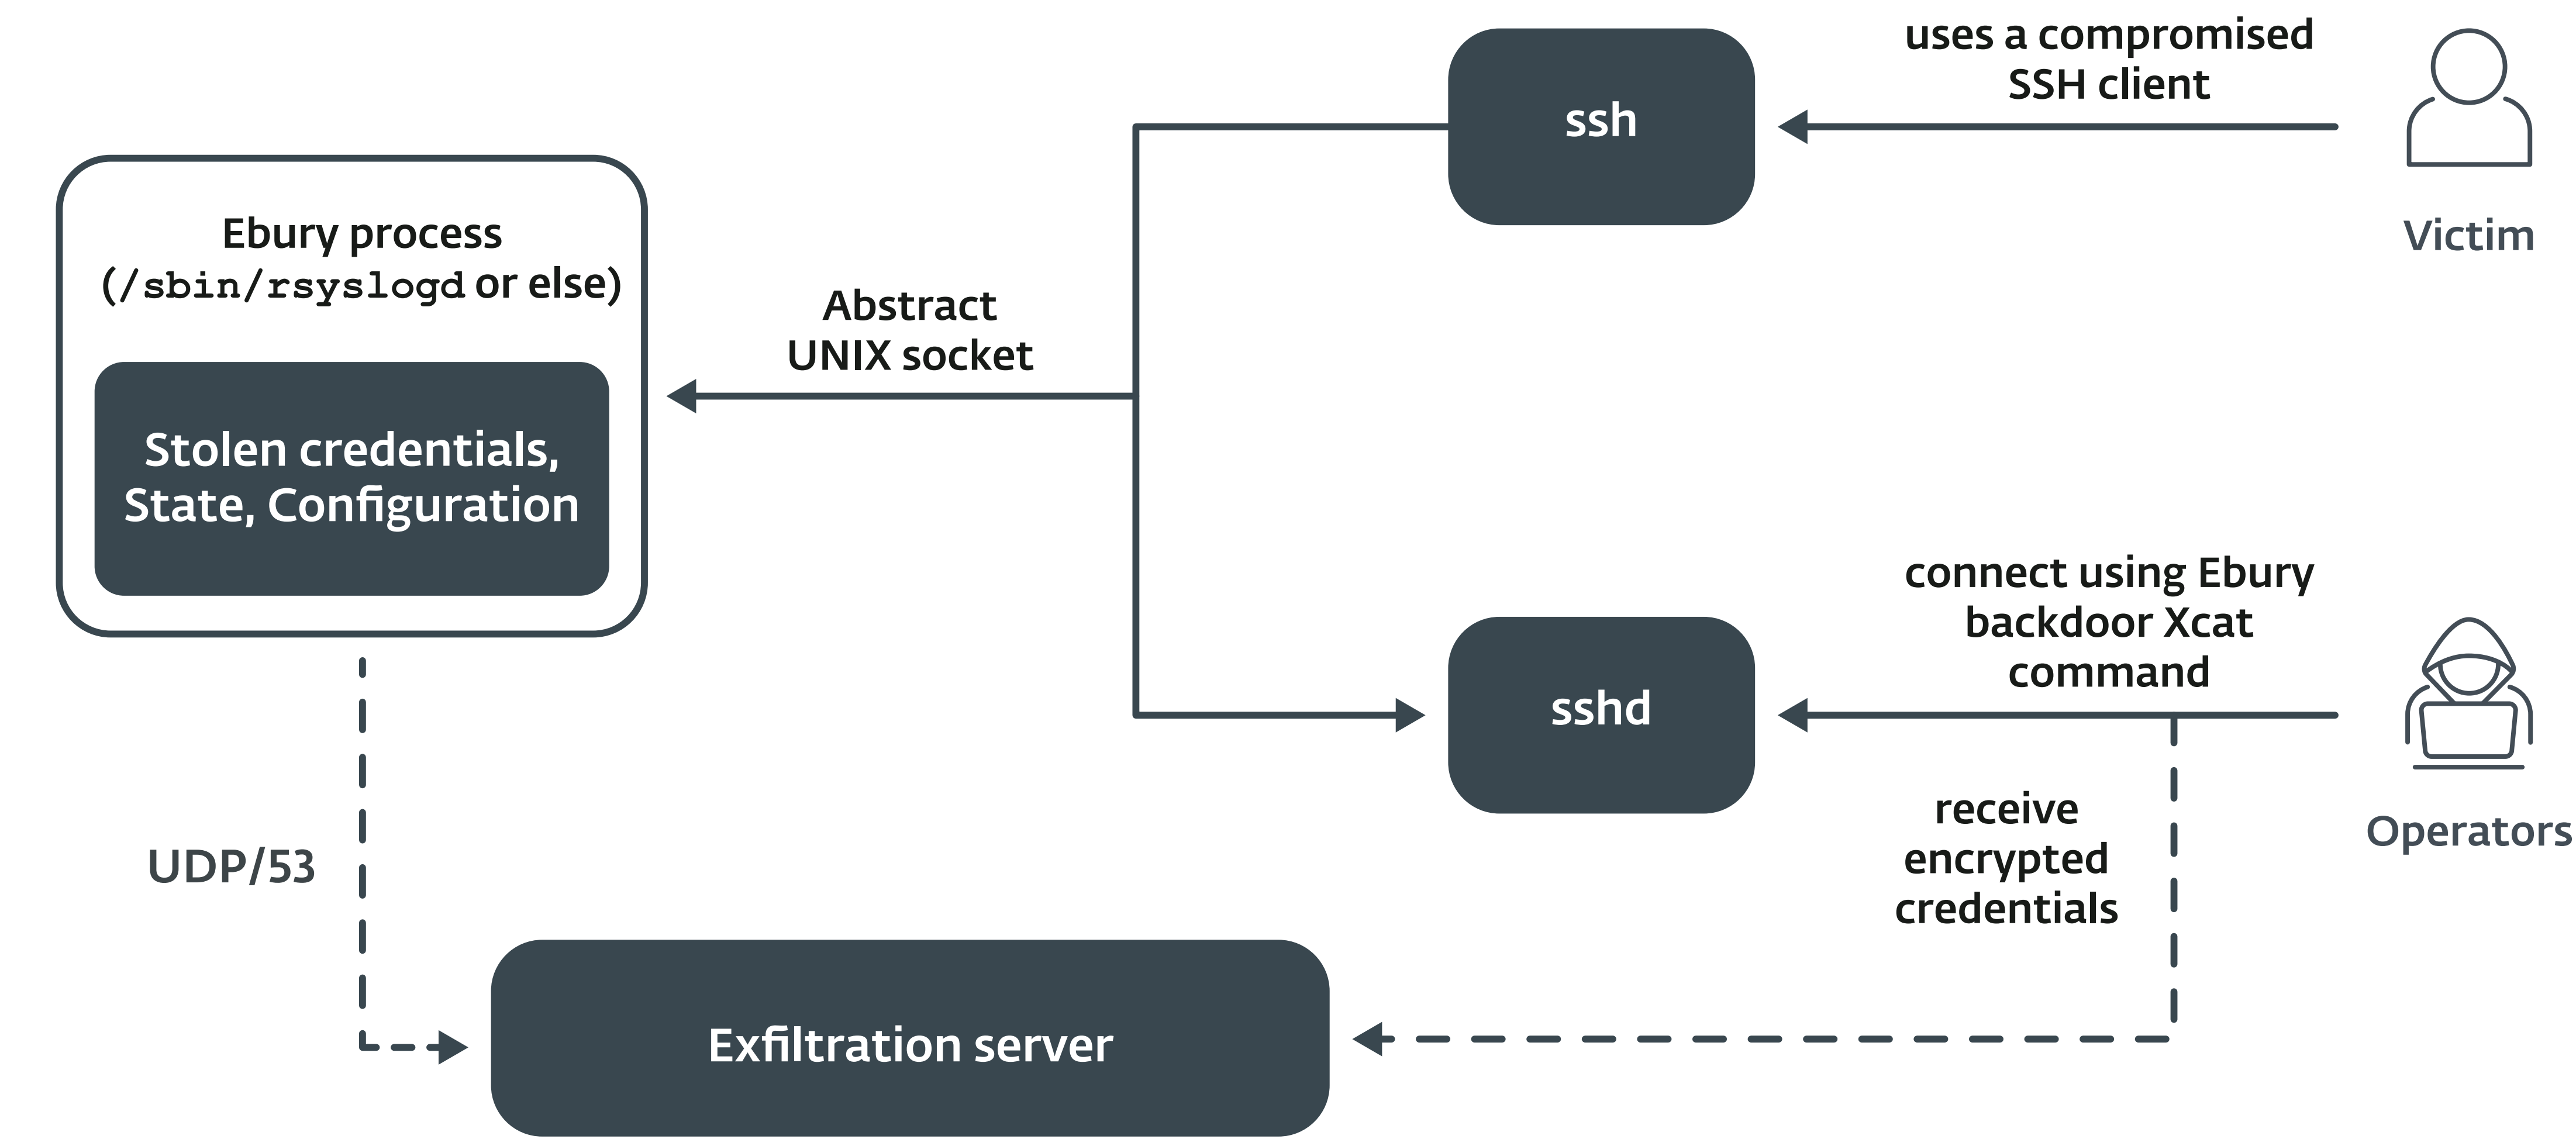 uses a compromised
SSH client
ssh
Victim
Ebury process
(/sbin/rsyslogd or else)
Abstract
UNIX socket
Stolen credentials,
State, Configuration
connect using Ebury
backdoor Xcat
command
sshd
receive
encrypted
credentials
Operators
UDP/53
Exfiltration server